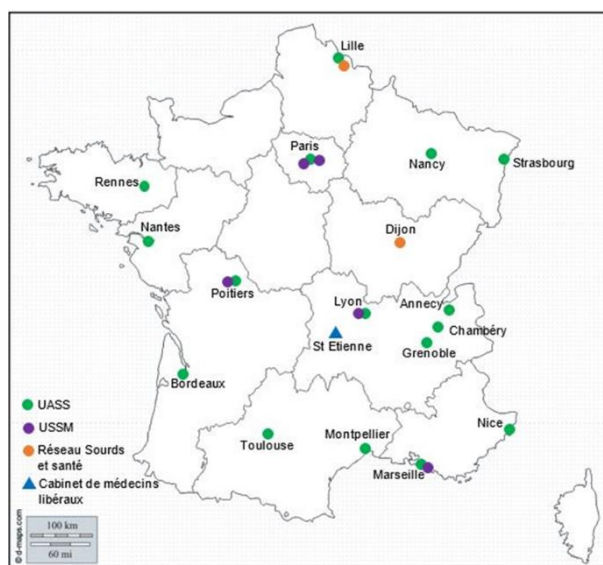 Lille
Paris
Nancy
Strasbourg
Rennes
Nantes
Dijon
Poitiers
Lyon
Annecy
Chambéry
St Etienne
Grenoble
Bordeaux
Nice
Toulouse
Montpellier
Marseille
UASS
USSM
Réseau Sourds
et santé
Cabinet de médecins
libéraux
100 km
60 mi
© d-maps.com